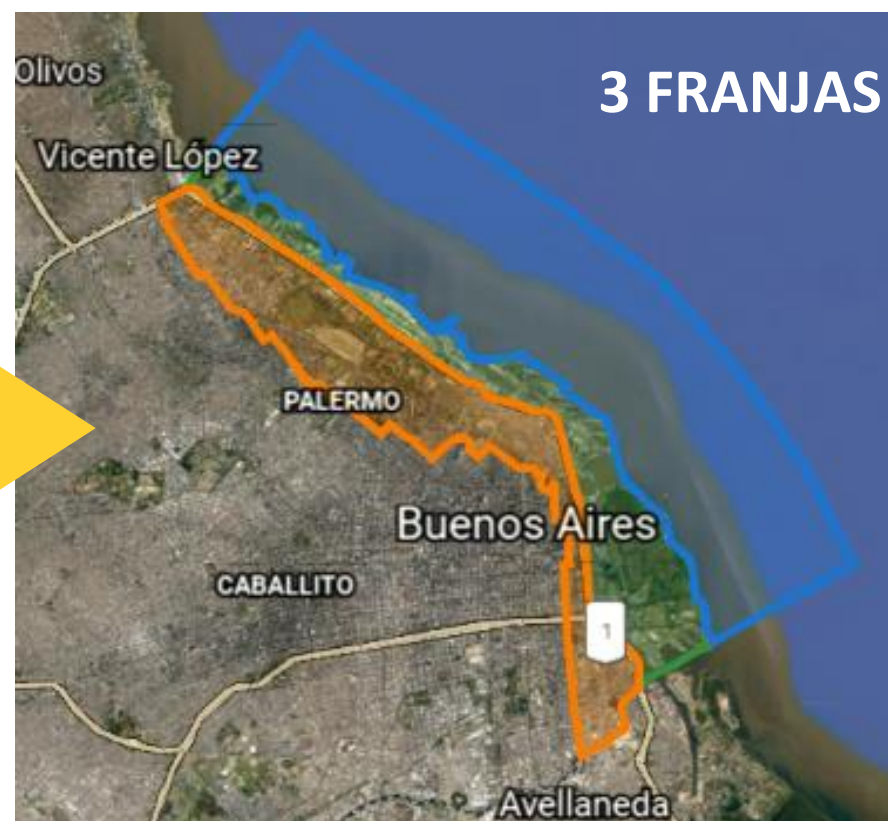 3 FRANJAS
Olivos
Vicente López
PALERMO
Buenos Aires
CABALLITO
1
Avellaneda